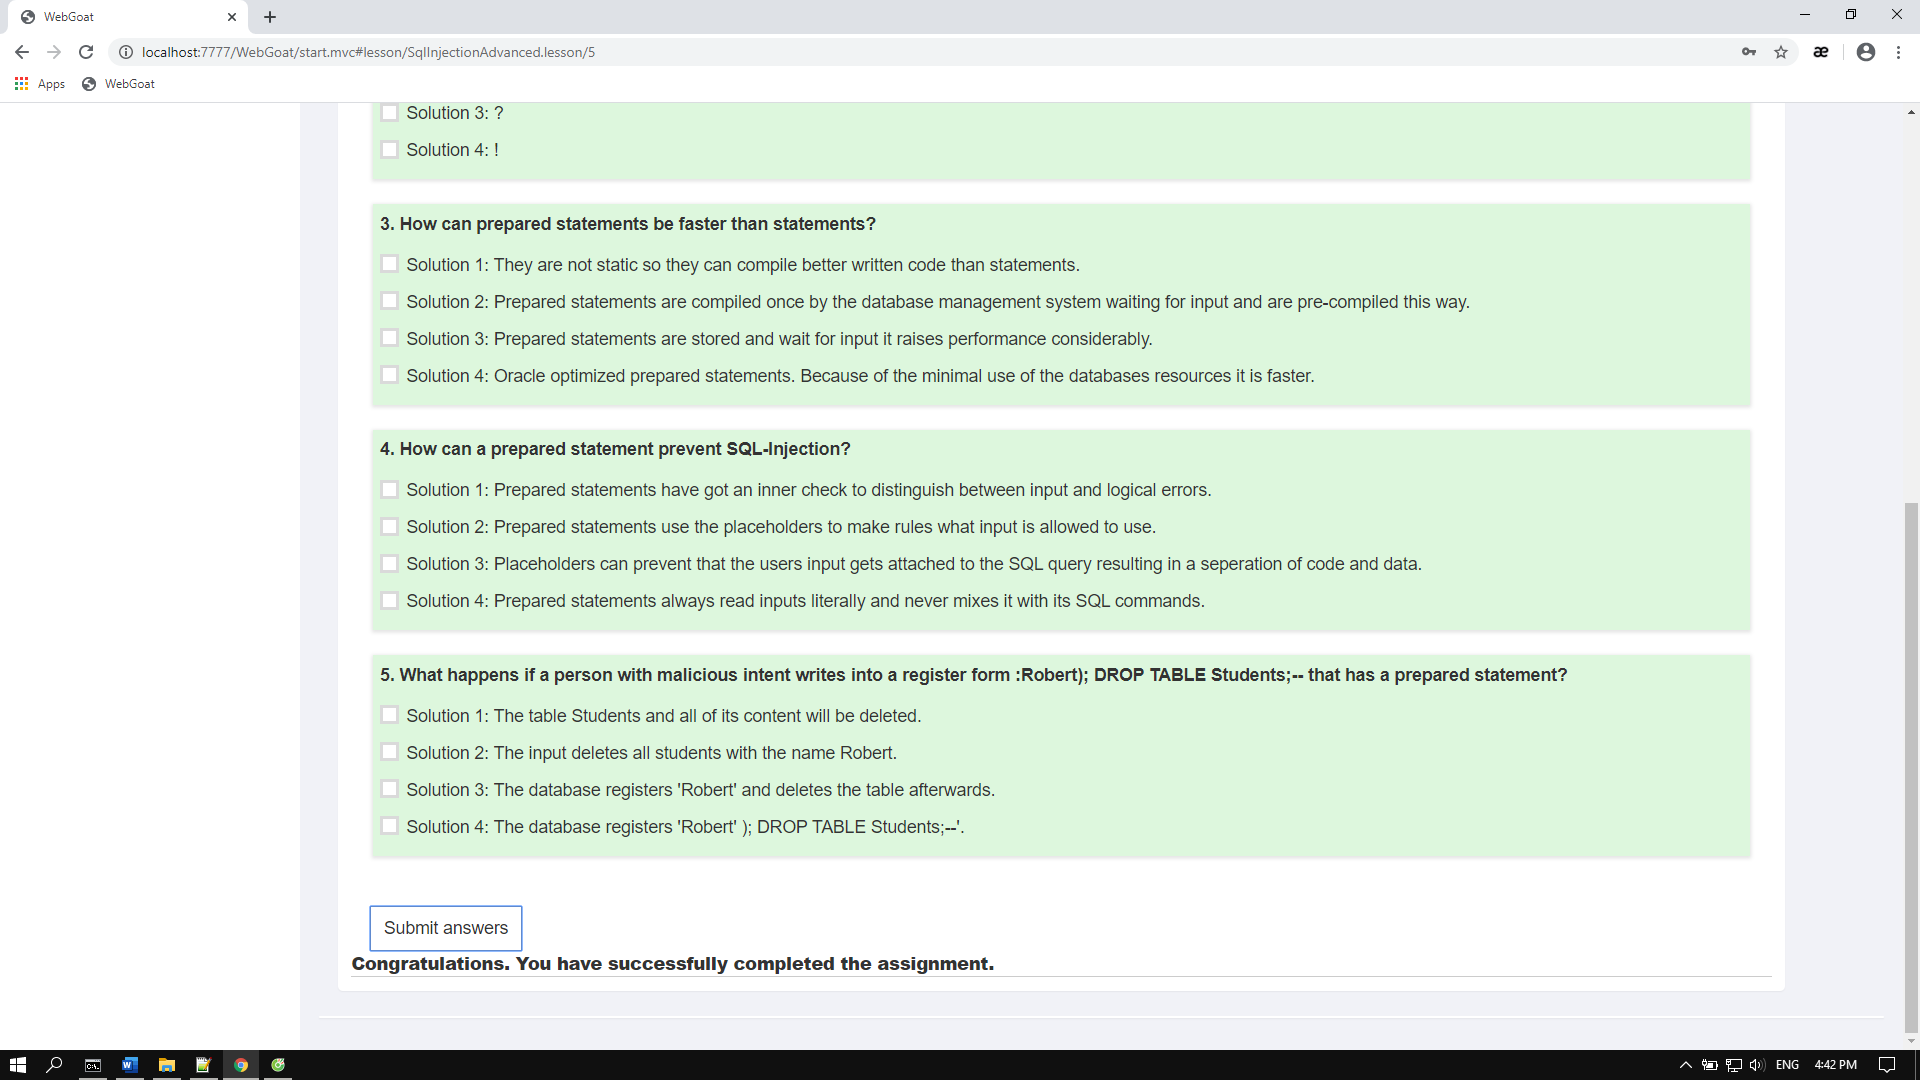 WebGoat
localhost:7777/WebGoat/start.mvc#lesson/SqlInjectionAdvanced.lesson/5
æ
Apps
WebGoat
Solution 3: ?
Solution 4: !
3. How can prepared statements be faster than statements?
Solution 1: They are not static so they can compile better written code than statements.
Solution 2: Prepared statements are compiled once by the database management system waiting for input and are pre-compiled this way.
Solution 3: Prepared statements are stored and wait for input it raises performance considerably.
Solution 4: Oracle optimized prepared statements. Because of the minimal use of the databases resources it is faster.
4. How can a prepared statement prevent SQL-Injection?
Solution 1: Prepared statements have got an inner check to distinguish between input and logical errors.
Solution 2: Prepared statements use the placeholders to make rules what input is allowed to use.
Solution 3: Placeholders can prevent that the users input gets attached to the SQL query resulting in a seperation of code and data.
Solution 4: Prepared statements always read inputs literally and never mixes it with its SQL commands.
5. What happens if a person with malicious intent writes into a register form :Robert); DROP TABLE Students;-- that has a prepared statement?
Solution 1: The table Students and all of its content will be deleted.
Solution 2: The input deletes all students with the name Robert.
Solution 3: The database registers 'Robert' and deletes the table afterwards.
Solution 4: The database registers 'Robert' ); DROP TABLE Students;--'.
Submit answers
Congratulations. You have successfully completed the assignment.
ENG
4:42 PM